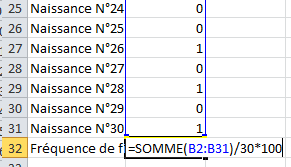 25 Naissance N°24 0
26 Naissance N°25 0
27 Naissance N°26 1
28 Naissance N°27 0
29 Naissance N°28 1
30 Naissance N°29 0
31 Naissance N°30 1
32 Fréquence de f =SOMME(B2:B31)/30*100